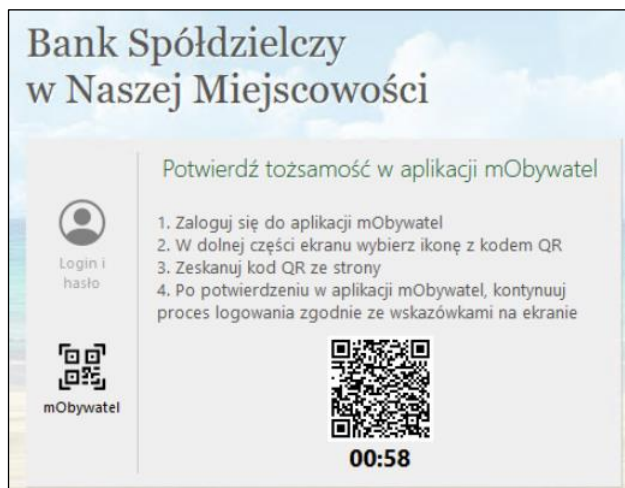 Bank Spółdzielczy
w Naszej Miejscowości
Potwierdź tożsamość w aplikacji mObywatel
Login i
hasło
mObywatel
1. Zaloguj się do aplikacji mObywatel
2. W dolnej części ekranu wybierz ikonę z kodem QR
3. Zeskanuj kod QR ze strony
4. Po potwierdzeniu w aplikacji mObywatel, kontynuuj
proces logowania zgodnie ze wskazówkami na ekranie
00:58